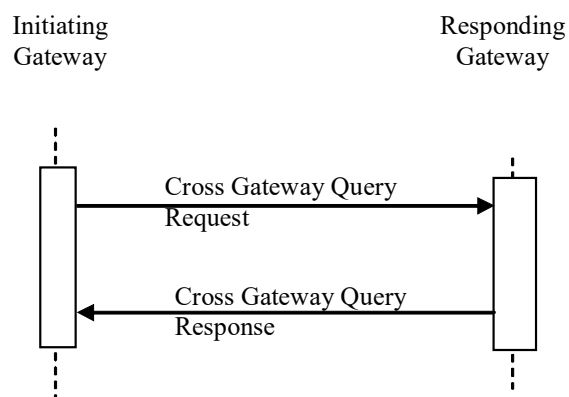 Initiating
Gateway
Responding
Gateway
Cross Gateway Query
Request
Cross Gateway Query
Response